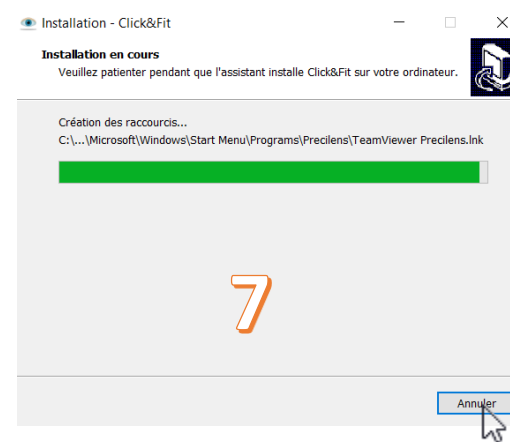 Installation - Click&Fit
Installation en cours
Veuillez patienter pendant que l'assistant installe Click&Fit sur votre ordinateur.
Création des raccourcis...
C:\...\Microsoft\Windows\Start Menu\Programs\Precilens\TeamViewer Precilens.lnk
7
Annuler